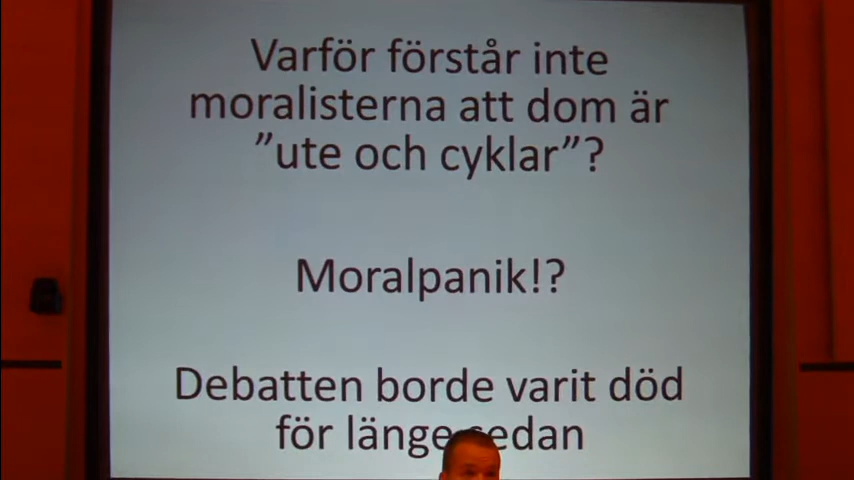 Varför förstår inte
moralisterna att dom är
”ute och cyklar”?
Moralpanik!?
Debatten borde varit död
för länge sedan